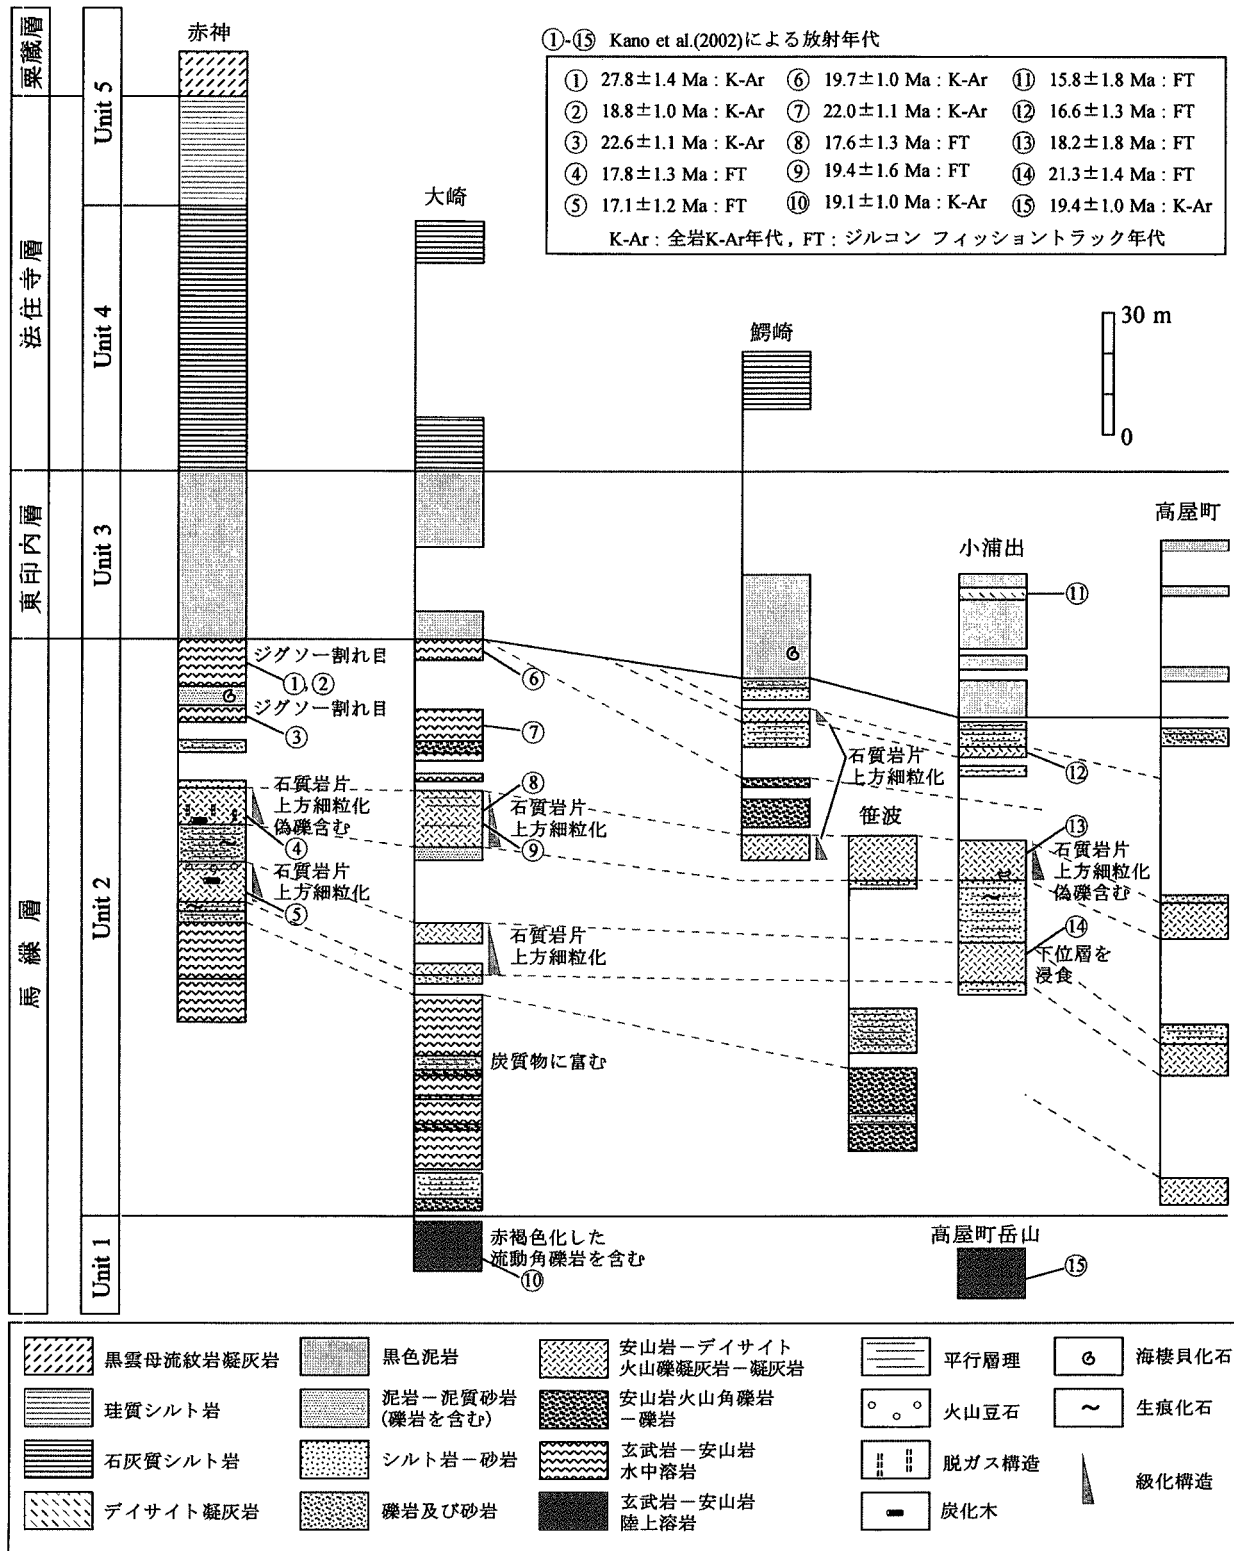 ①-⑮ Kano et al.(2002)による放射年代
① 27.8±1.4 Ma : K-Ar ⑥ 19.7±1.0 Ma : K-Ar ⑪ 15.8±1.8 Ma : FT
② 18.8±1.0 Ma : K-Ar ⑦ 22.0±1.1 Ma : K-Ar ⑫ 16.6±1.3 Ma : FT
③ 22.6±1.1 Ma : K-Ar ⑧ 17.6±1.3 Ma : FT ⑬ 18.2±1.8 Ma : FT
④ 17.8±1.3 Ma : FT ⑨ 19.4±1.6 Ma : FT ⑭ 21.3±1.4 Ma : FT
⑤ 17.1±1.2 Ma : FT ⑩ 19.1±1.0 Ma : K-Ar ⑮ 19.4±1.0 Ma : K-Ar
K-Ar : 全岩K-Ar年代 , FT : ジルコン フィッショントラック年代
30 m
0
粟蔵層
法住寺層
東印内層
馬緤層
Unit 5
Unit 4
Unit 3
Unit 2
Unit 1
赤神
ジグソー割れ目
①,②
ジグソー割れ目
③
石質岩片
上方細粒化
偽礫含む
④
石質岩片
上方細粒化
⑤
大崎
⑥
⑦
⑧
石質岩片
上方細粒化
⑨
石質岩片
上方細粒化
炭質物に富む
赤褐色化した
流動角礫岩を含む
⑩
鰐崎
石質岩片
上方細粒化
笹波
小浦出
⑪
⑫
⑬
石質岩片
上方細粒化
偽礫含む
⑭
下位層を
浸食
高屋町
高屋町岳山
⑮
黒雲母流紋岩凝灰岩
珪質シルト岩
石灰質シルト岩
デイサイト凝灰岩
黒色泥岩
泥岩－泥質砂岩
(礫岩を含む)
シルト岩－砂岩
礫岩及び砂岩
安山岩－デイサイト
火山礫凝灰岩－凝灰岩
安山岩火山角礫岩
－礫岩
玄武岩－安山岩
水中溶岩
玄武岩－安山岩
陸上溶岩
平行層理
火山豆石
脱ガス構造
炭化木
海棲貝化石
生痕化石
級化構造